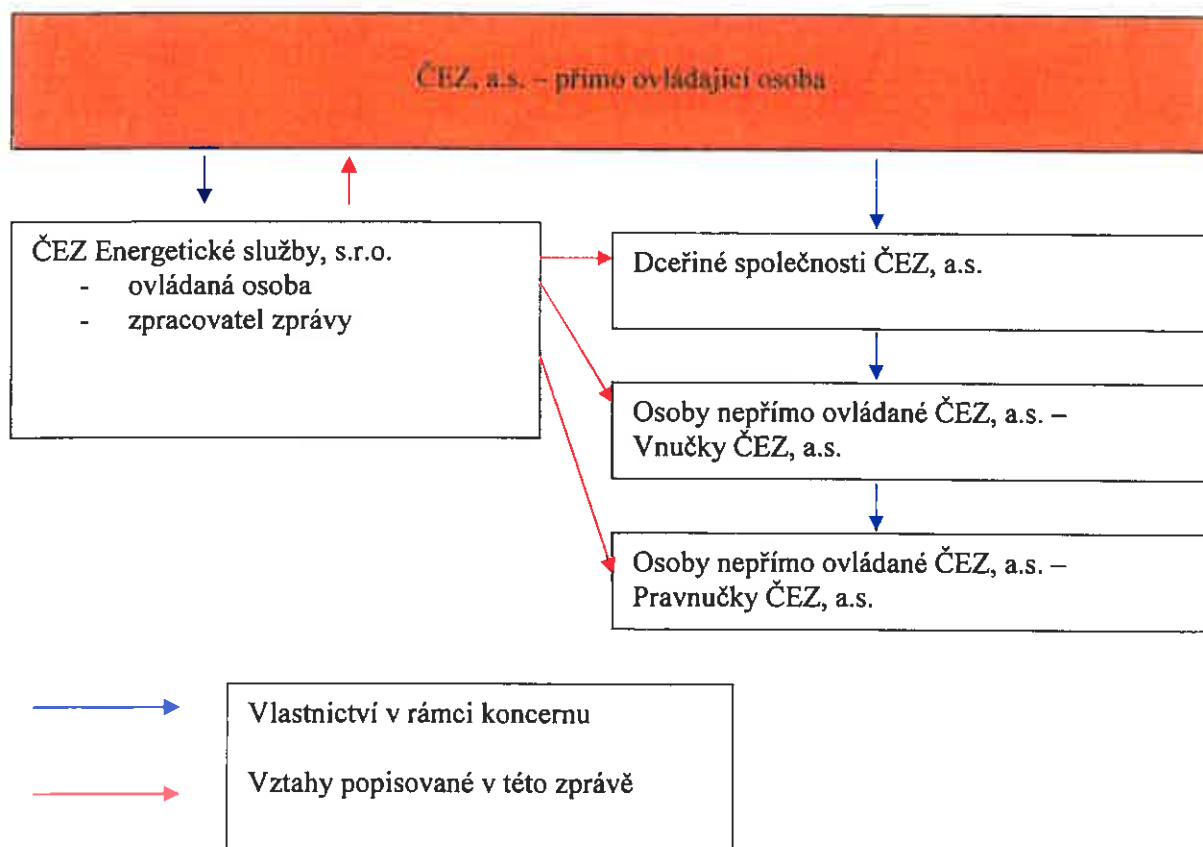 ČEZ, a.s. – přímo ovládající osoba
ČEZ Energetické služby, s.r.o.
- ovládaná osoba
- zpracovatel zprávy
Dceřiné společnosti ČEZ, a.s.
Osoby nepřímo ovládané ČEZ, a.s. –
Vnučky ČEZ, a.s.
Osoby nepřímo ovládané ČEZ, a.s. –
Pravnučky ČEZ, a.s.
Vlastnictví v rámci koncernu
Vztahy popisované v této zprávě